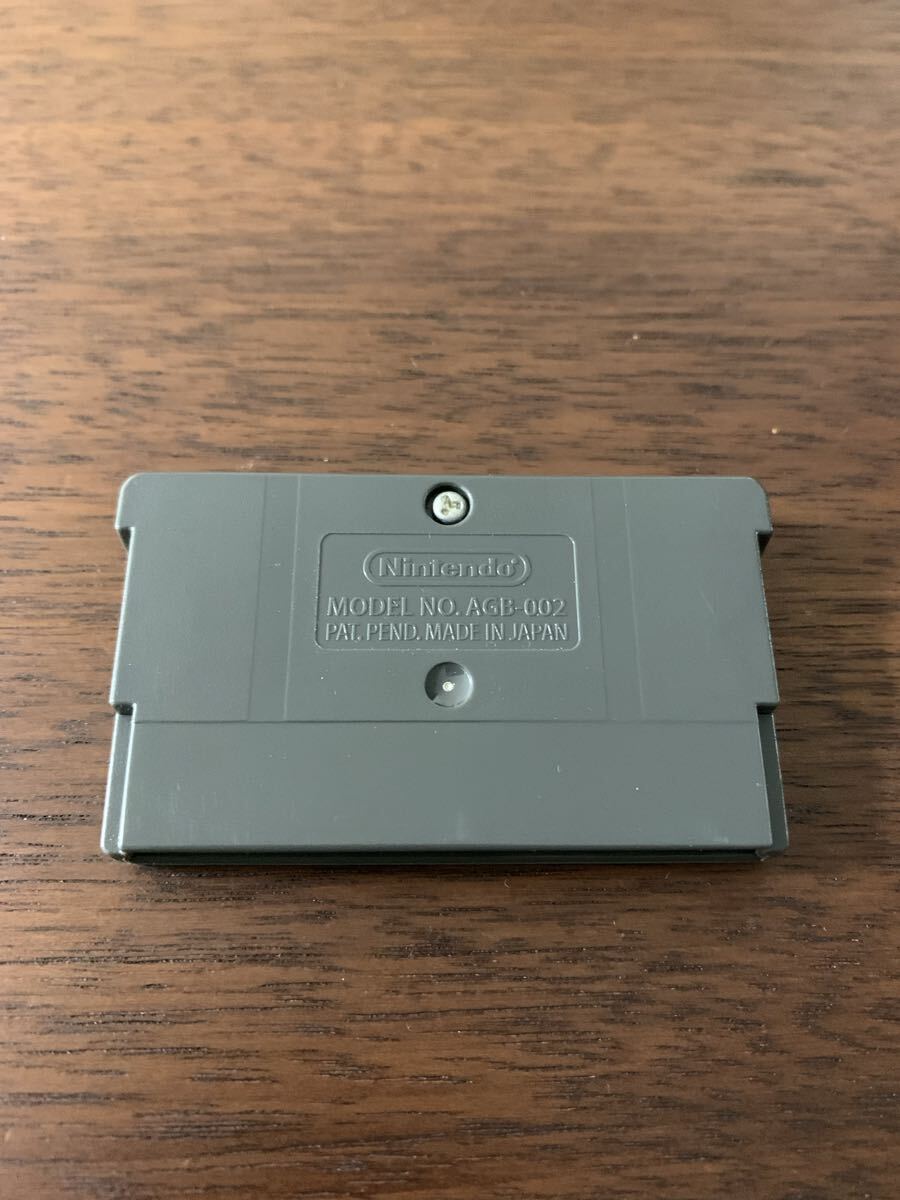 Nintendo
MODEL NO. AGB-002
PAT. PEND. MADE IN JAPAN